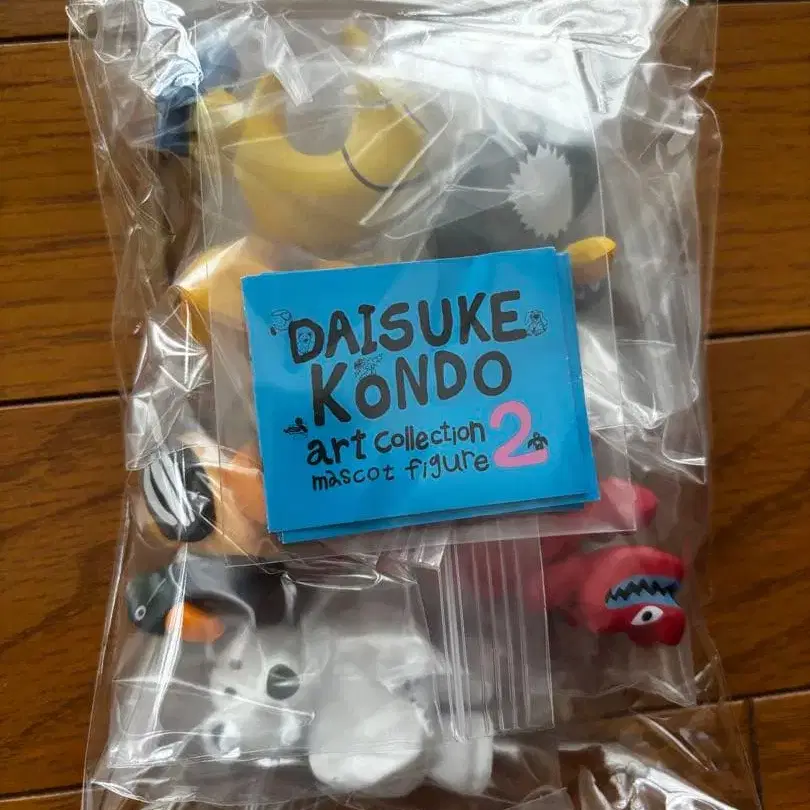 DAISUKE
KONDO
art collection 2
mascot figure